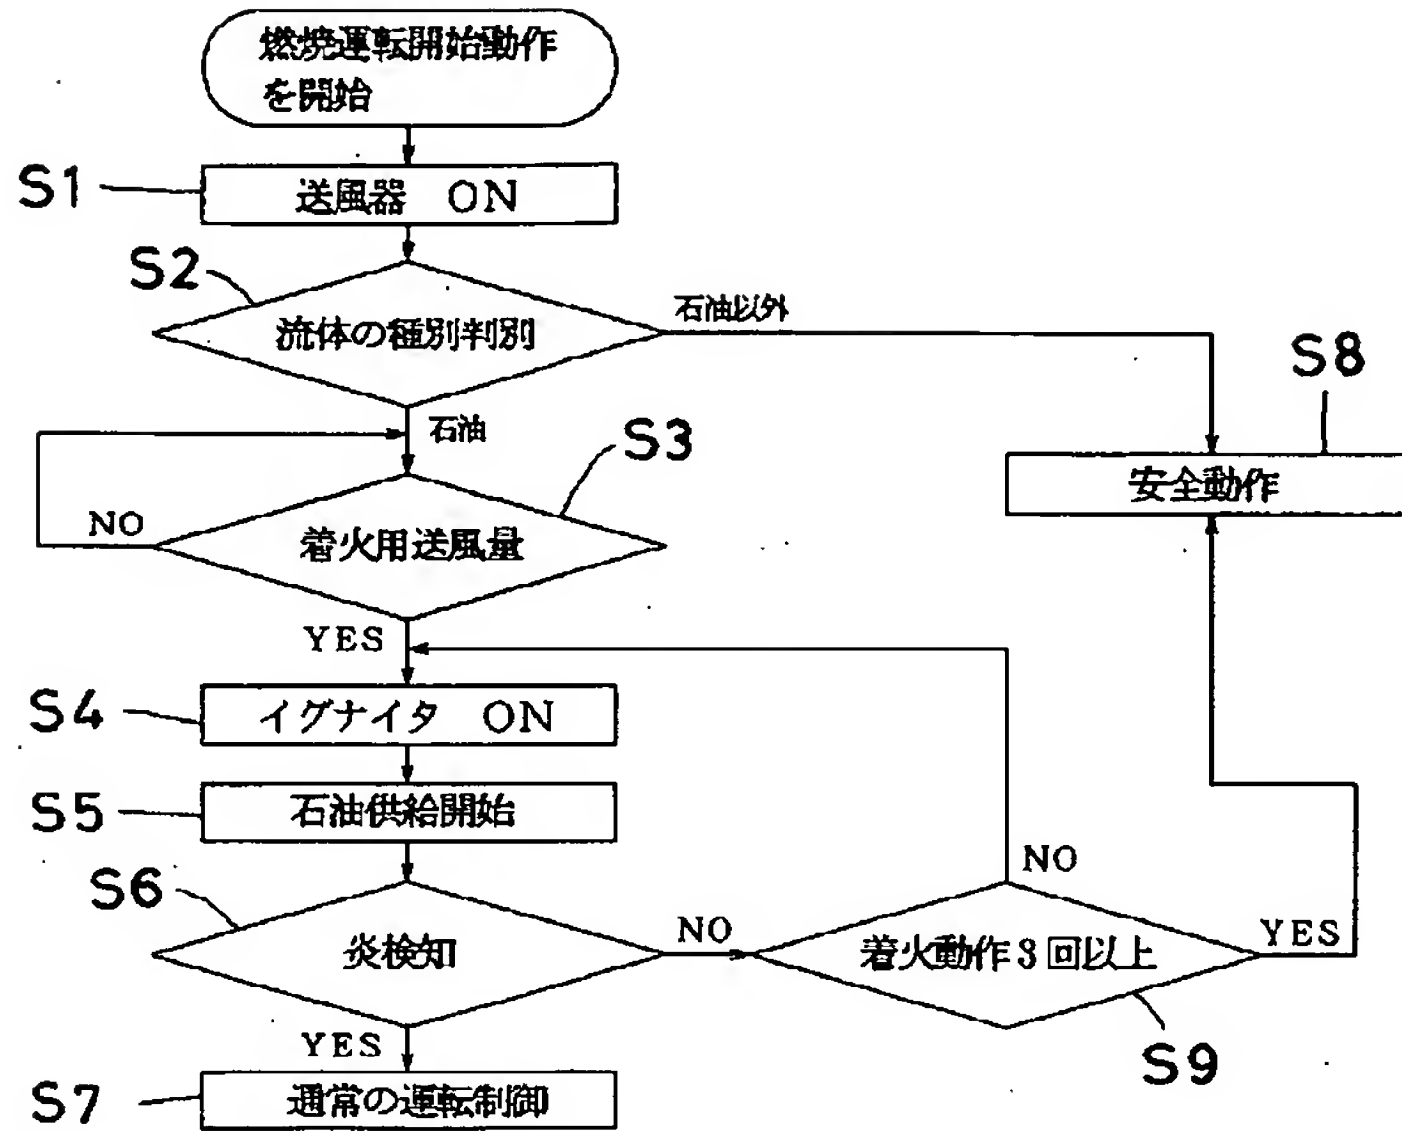 燃焼運転開始動作
を開始
S1
送風器 ON
S2
流体の種別判別
石油以外
石油
S8
安全動作
S3
着火用送風量
NO
YES
S4
イグナイタ ON
S5
石油供給開始
S6
炎検知
NO
NO
着火動作3回以上
YES
S9
YES
S7
通常の運転制御